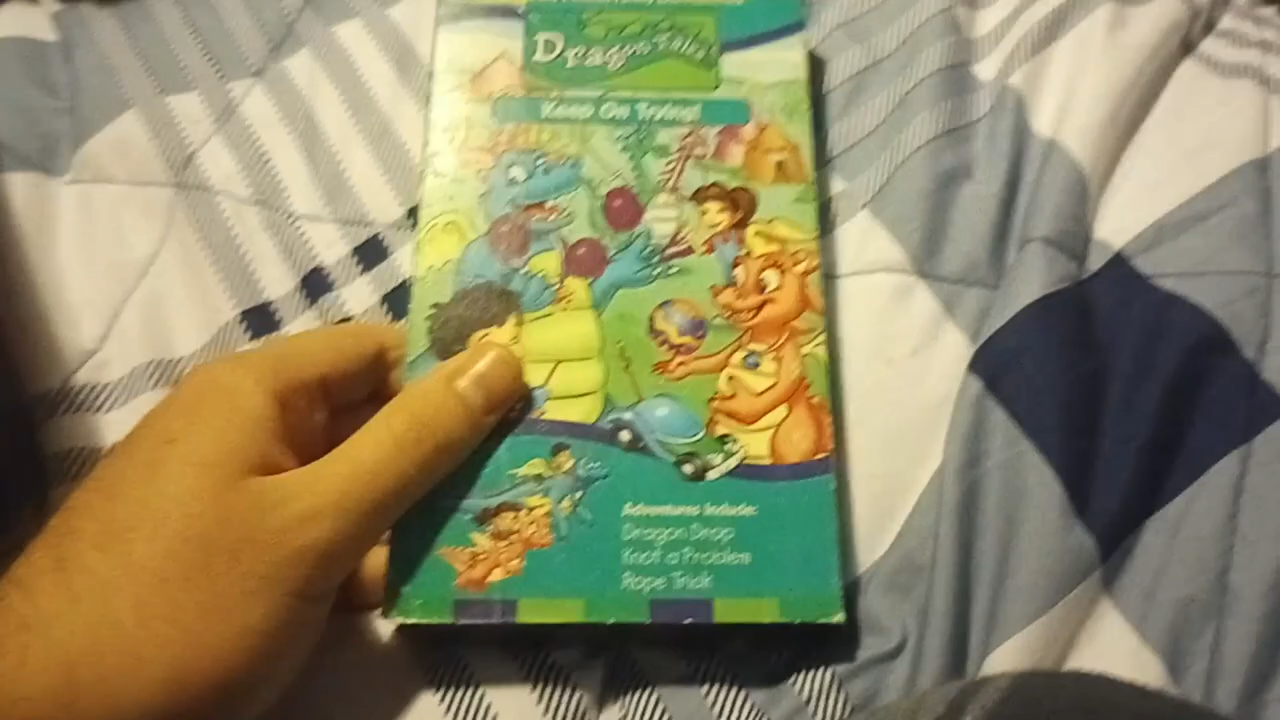 Dragon Tales
Keep On Trying!
Adventures Include:
Dragon Drop
Knot a Problem
Rope Trick